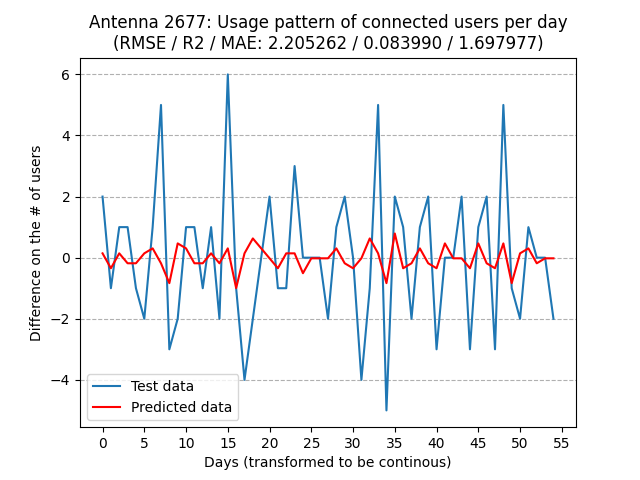 Antenna 2677: Usage pattern of connected users per day
(RMSE / R2 / MAE: 2.205262 / 0.083990 / 1.697977)
Difference on the # of users
6
4
2
0
−2
−4
Test data
Predicted data
0 5 10 15 20 25 30 35 40 45 50 55
Days (transformed to be continous)